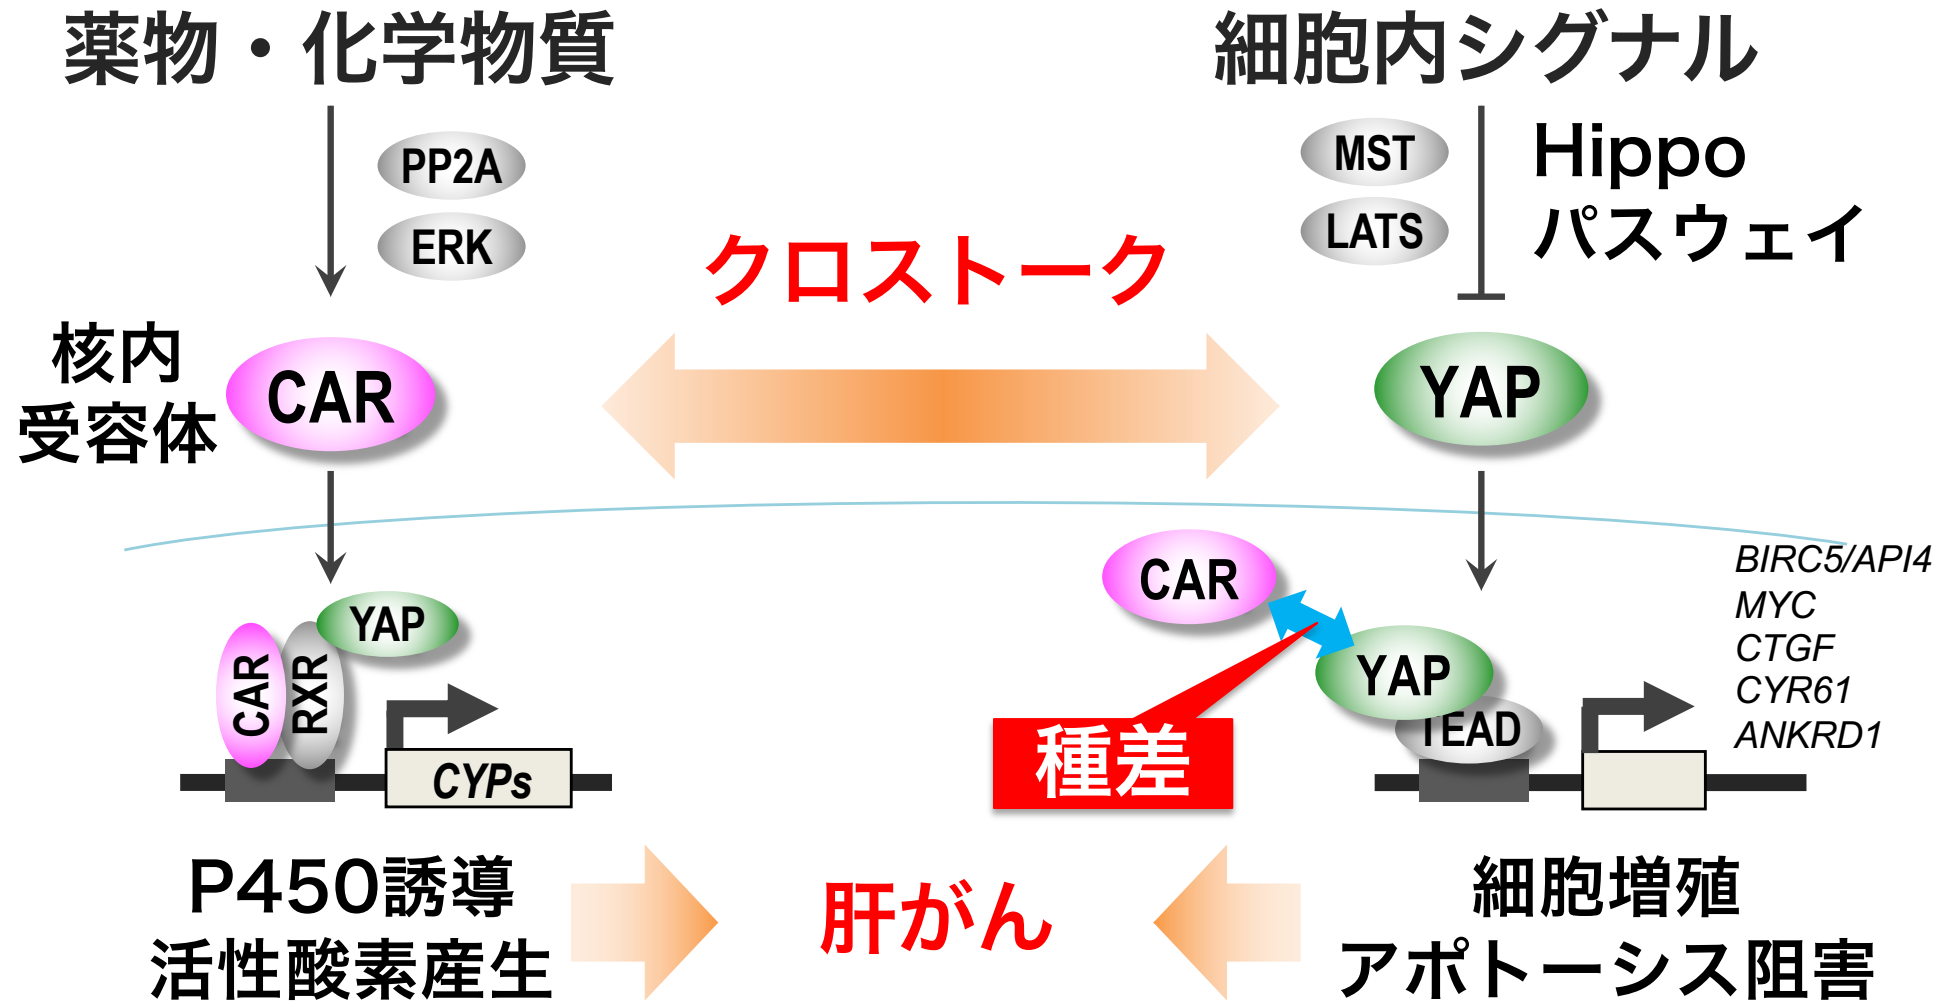 薬物・化学物質
細胞内シグナル
PP2A
ERK
MST
LATS
Hippo
パスウェイ
クロストーク
核内
受容体
CAR
YAP
CAR
RXR
YAP
CYPs
CAR
YAP
TEAD
種差
BIRC5/API4
MYC
CTGF
CYR61
ANKRD1
P450誘導
活性酸素産生
肝がん
細胞増殖
アポトーシス阻害